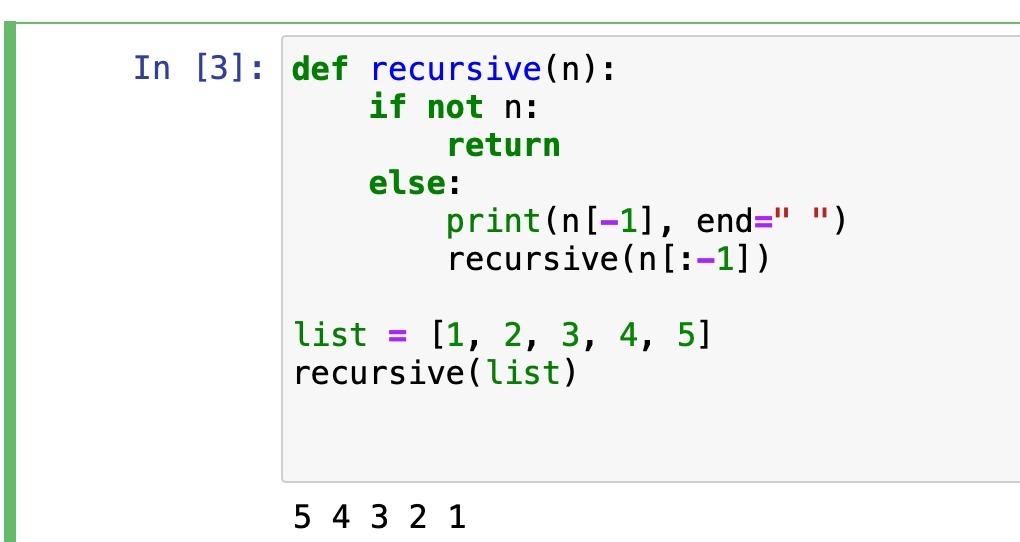 In [3]: def recursive(n):
    if not n:
        return
    else:
        print(n[-1], end=" ")
        recursive(n[:-1])
list = [1, 2, 3, 4, 5]
recursive(list)
5 4 3 2 1